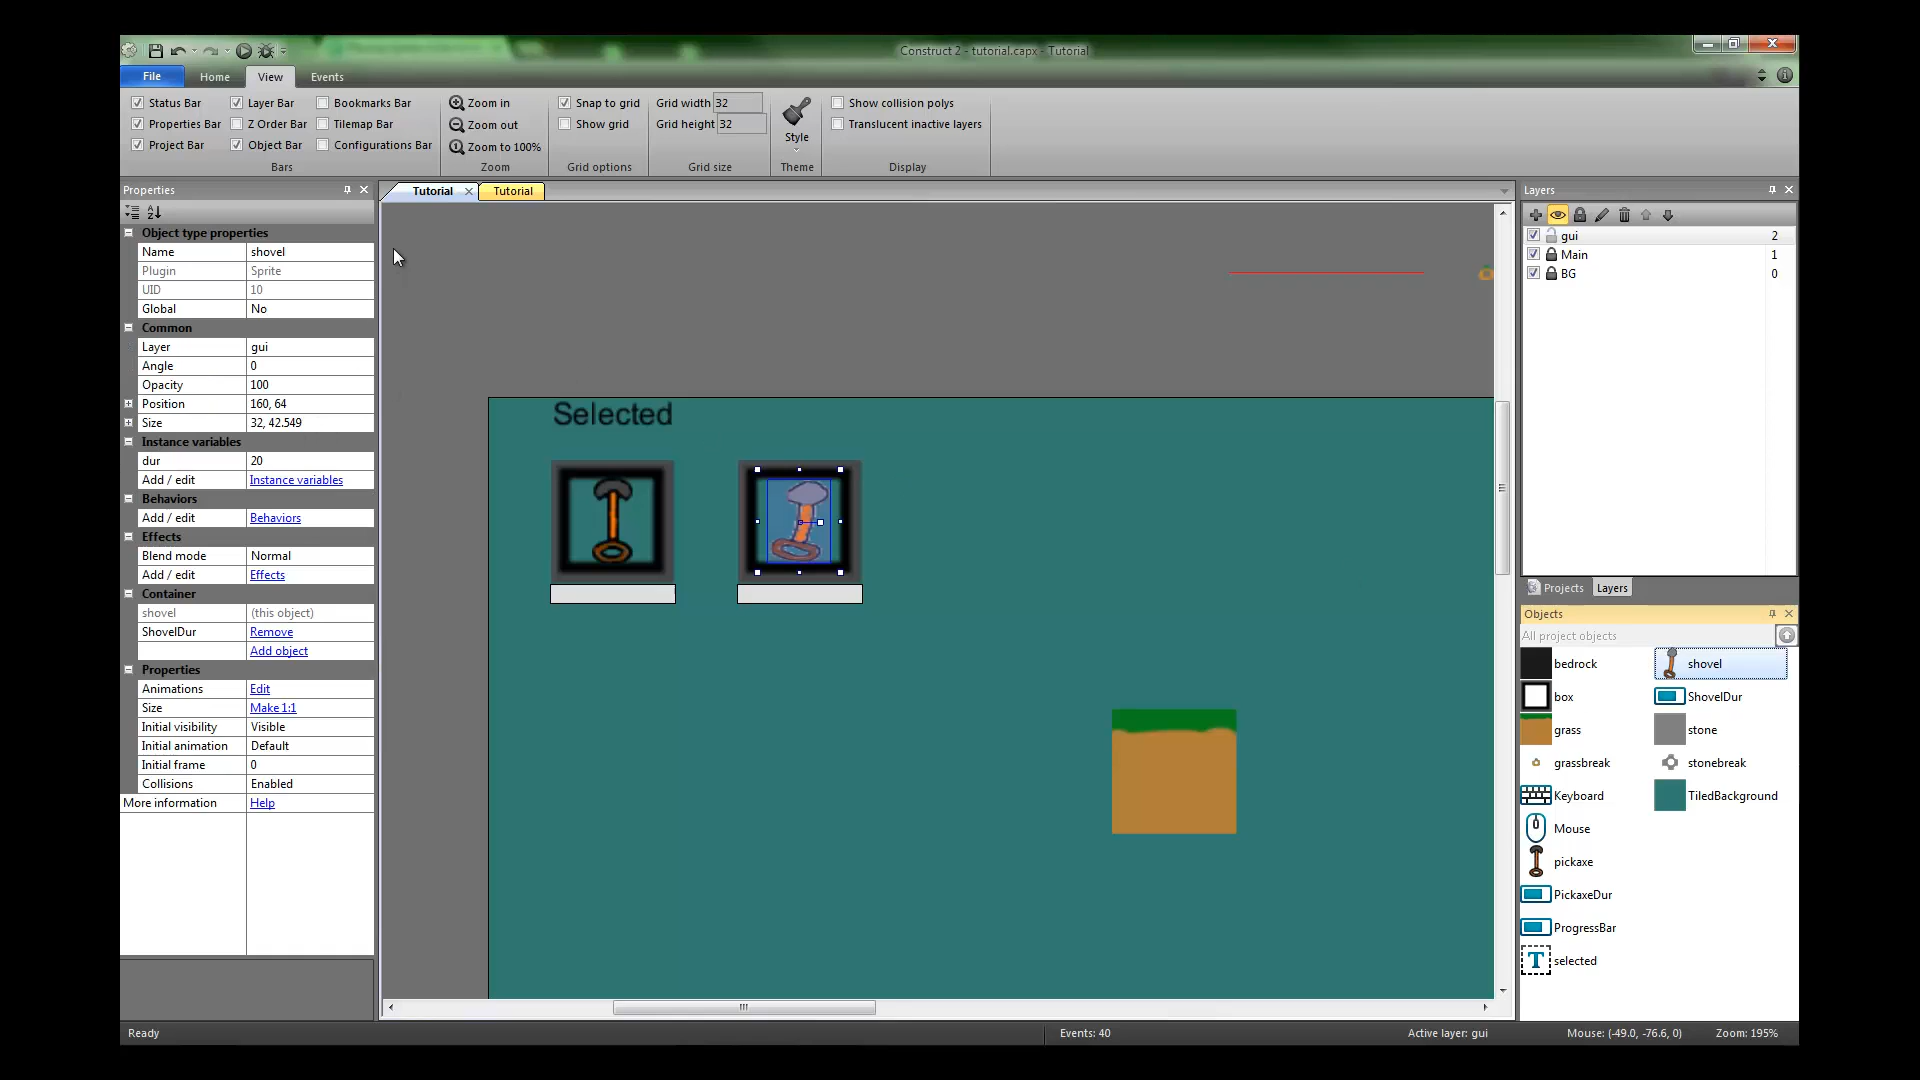 Construct 2 - tutorial.capx - Tutorial
File Home View Events
Status Bar Layer Bar Bookmarks Bar Zoom in Snap to grid Grid width 32 Show collision polys
Properties Bar Z Order Bar Tilemap Bar Zoom out Show grid Grid height 32 Style Translucent inactive layers
Project Bar Object Bar Configurations Bar Zoom to 100%
Bars Zoom Grid options Grid size Theme Display
Properties
Tutorial Tutorial
Object type properties
Name shovel
Plugin Sprite
UID 10
Global No
Common
Layer gui
Angle 0
Opacity 100
Position 160, 64
Size 32, 42.549
Instance variables
dur 20
Add / edit Instance variables
Behaviors
Add / edit Behaviors
Effects
Blend mode Normal
Add / edit Effects
Container
shovel (this object)
ShovelDur Remove
Add object
Properties
Animations Edit
Size Make 1:1
Initial visibility Visible
Initial animation Default
Initial frame 0
Collisions Enabled
More information Help
Selected
Layers
gui 2
Main 1
BG 0
Projects Layers
Objects
All project objects
bedrock shovel
box ShovelDur
grass stone
grassbreak stonebreak
Keyboard TiledBackground
Mouse
pickaxe
PickaxeDur
ProgressBar
T selected
Ready Events: 40 Active layer: gui Mouse: (-49.0, -76.6, 0) Zoom: 195%